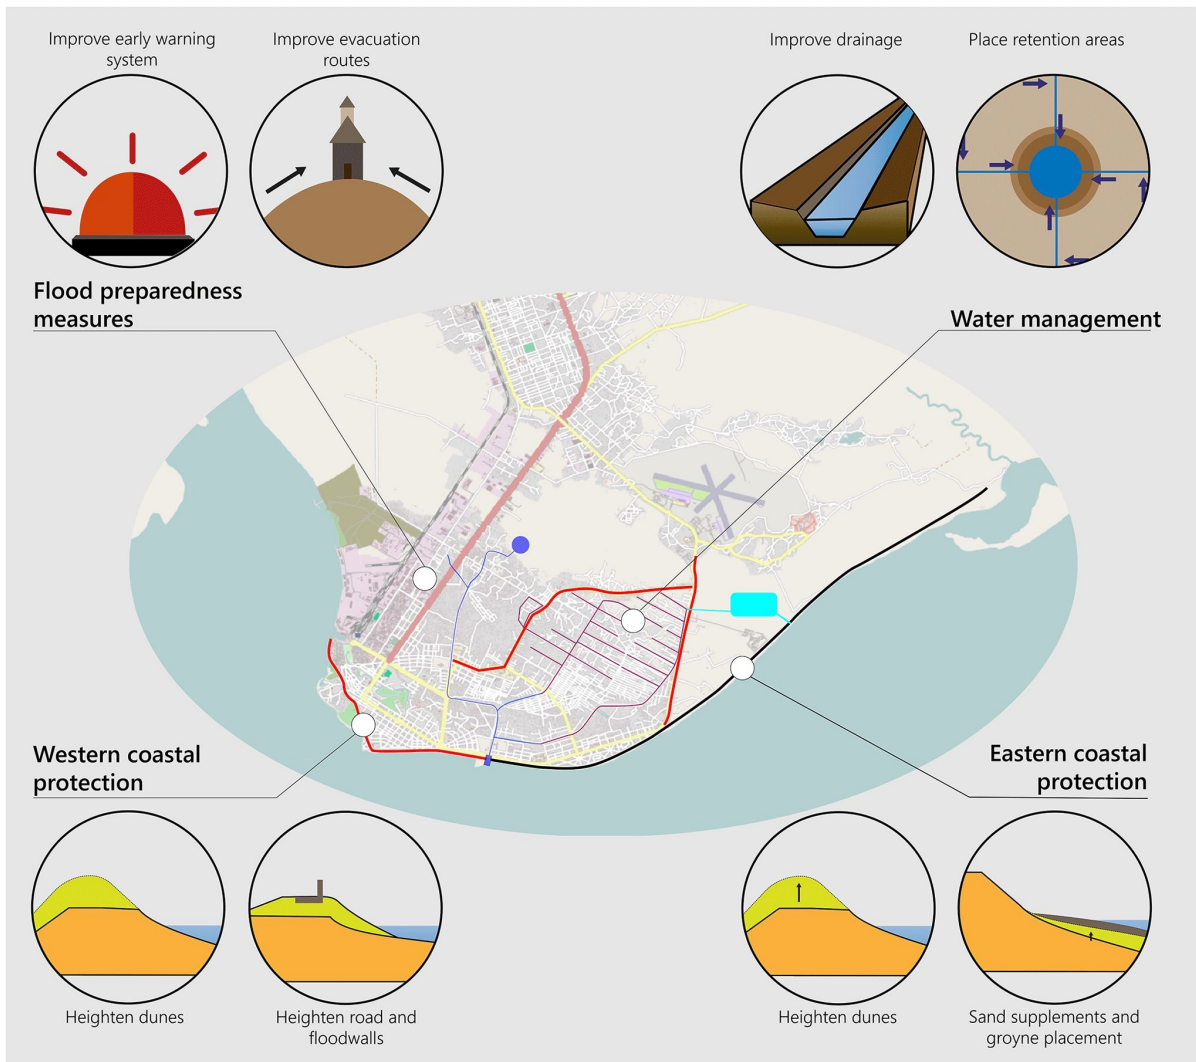 Improve early warning
system
Improve evacuation
routes
Improve drainage
Place retention areas
Flood preparedness
measures
Water management
Western coastal
protection
Eastern coastal
protection
Heighten dunes
Heighten road and
floodwalls
Heighten dunes
Sand supplements and
groyne placement